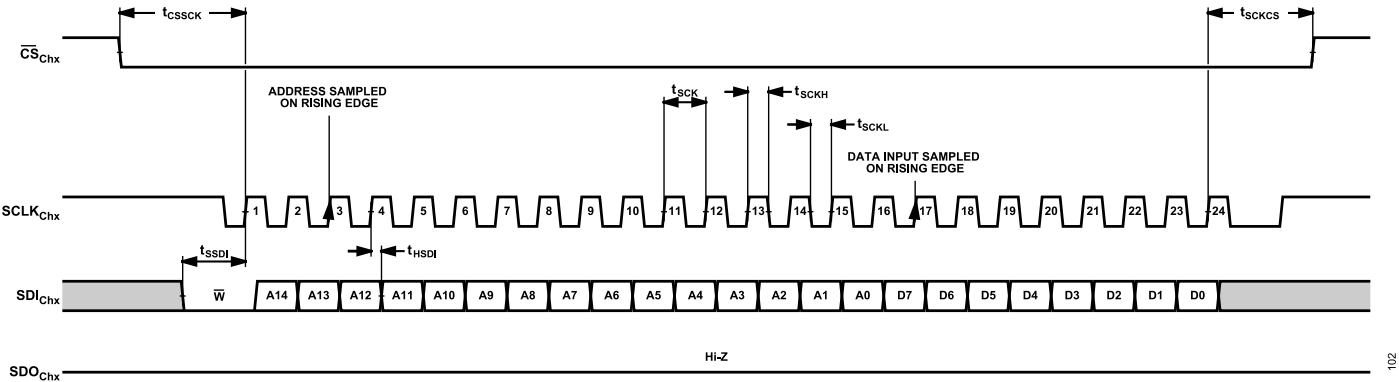 tCSSCK
tSCKCS
CSChx
ADDRESS SAMPLED
ON RISING EDGE
tSCK
tSCKH
tSCKL
DATA INPUT SAMPLED
ON RISING EDGE
SCLKChx
1 2 3 4 5 6 7 8 9 10 11 12 13 14 15 16 17 18 19 20 21 22 23 24
tSSDI
tHSDI
SDIChx
W A14 A13 A12 A11 A10 A9 A8 A7 A6 A5 A4 A3 A2 A1 A0 D7 D6 D5 D4 D3 D2 D1 D0
Hi-Z
SDOChx
102